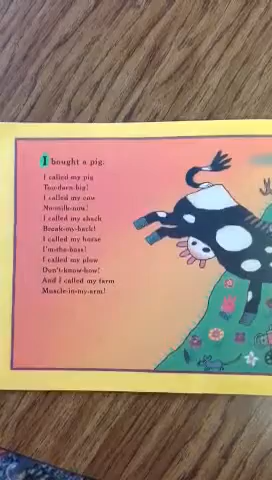 I bought a pig.
I called my pig
Too-darn-big!
I called my cow
No-milk-now!
I called my shack
Break-my-back!
I called my horse
I'm-the-boss!
I called my plow
Don't-know-how!
And I called my farm
Muscle-in-my-arm!